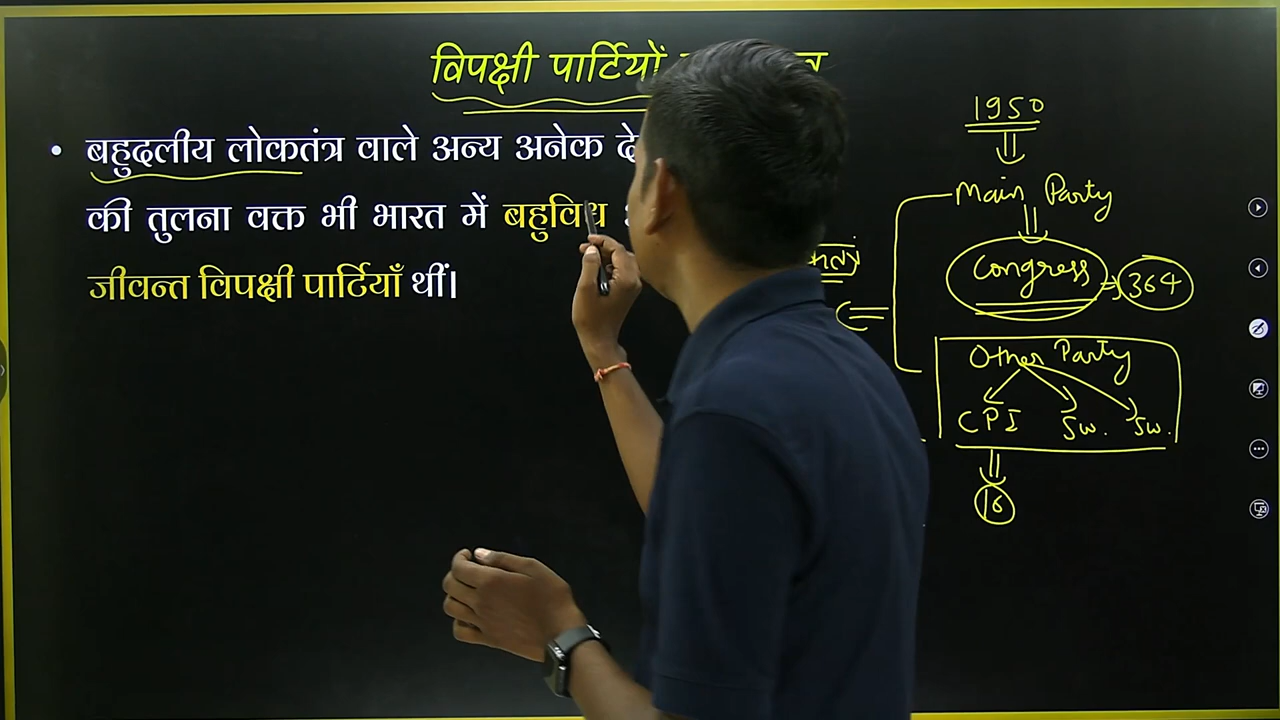 विपक्षी पार्टियों
बहुदलीय लोकतंत्र वाले अन्य अनेक
की तुलना वक्त भी भारत में बहुविध
जीवन्त विपक्षी पार्टियाँ थीं।
1950
Main Party
Congress
364
Other Party
CPI Sw. Sw.
16